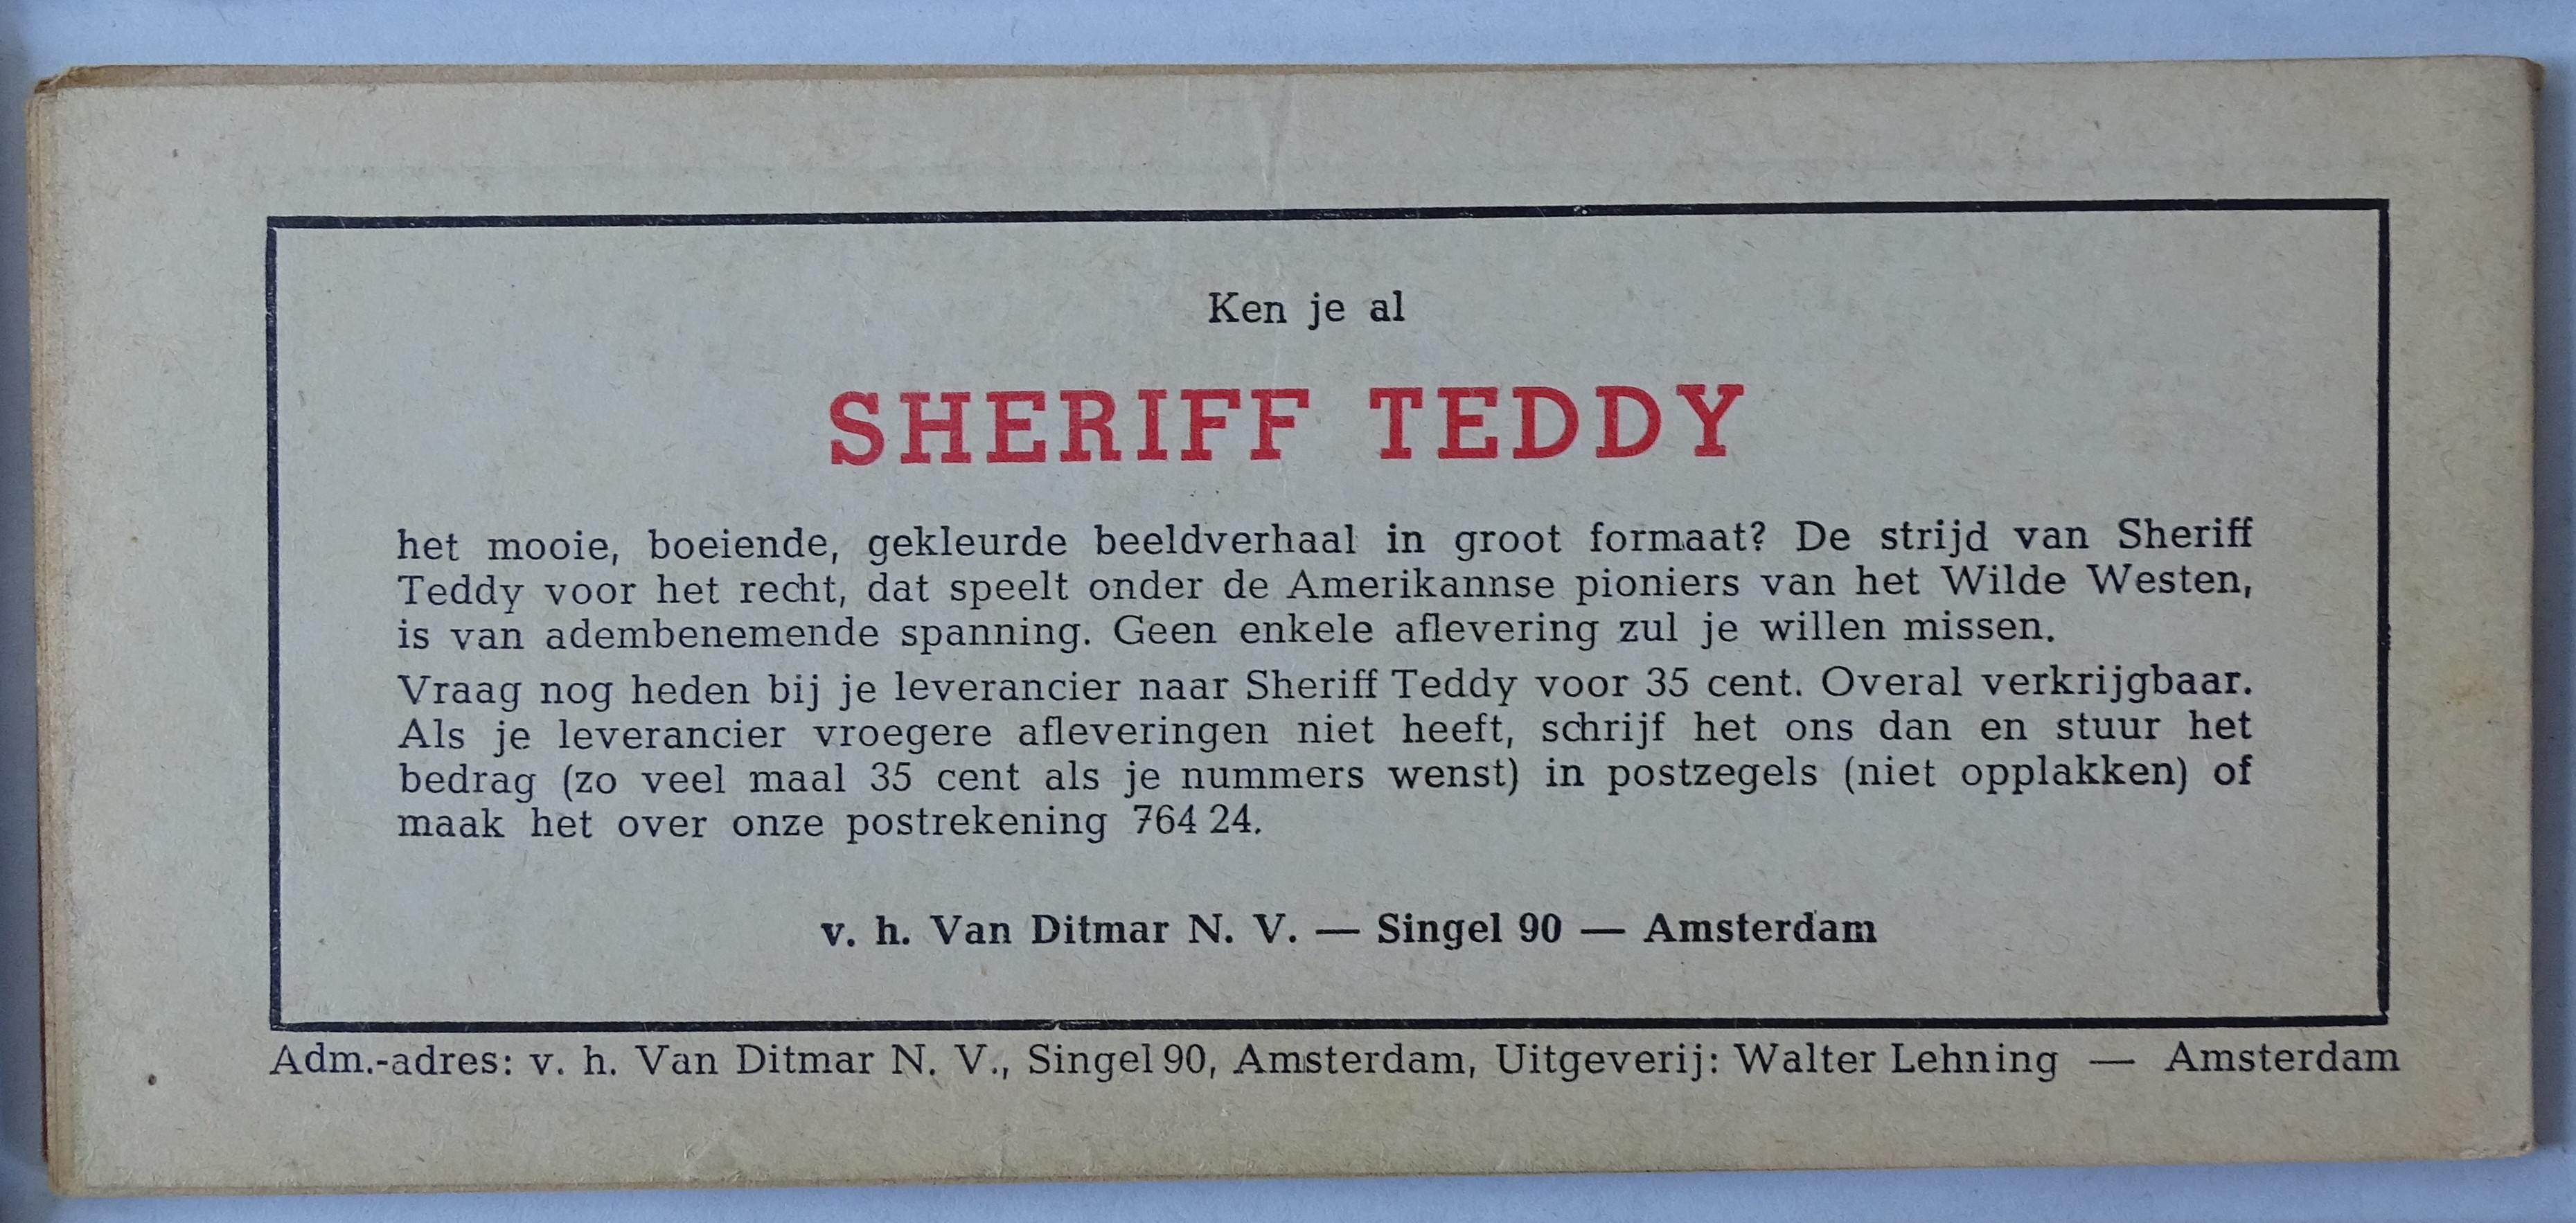 Ken je al
SHERIFF TEDDY
het mooie, boeiende, gekleurde beeldverhaal in groot formaat? De strijd van Sheriff
Teddy voor het recht, dat speelt onder de Amerikannse pioniers van het Wilde Westen,
is van adembenemende spanning. Geen enkele aflevering zul je willen missen.
Vraag nog heden bij je leverancier naar Sheriff Teddy voor 35 cent. Overal verkrijgbaar.
Als je leverancier vroegere afleveringen niet heeft, schrijf het ons dan en stuur het
bedrag (zo veel maal 35 cent als je nummers wenst) in postzegels (niet opplakken) of
maak het over onze postrekening 764 24.
v. h. Van Ditmar N. V. — Singel 90 — Amsterdam
Adm.-adres: v. h. Van Ditmar N. V., Singel 90, Amsterdam, Uitgeverij: Walter Lehning — Amsterdam